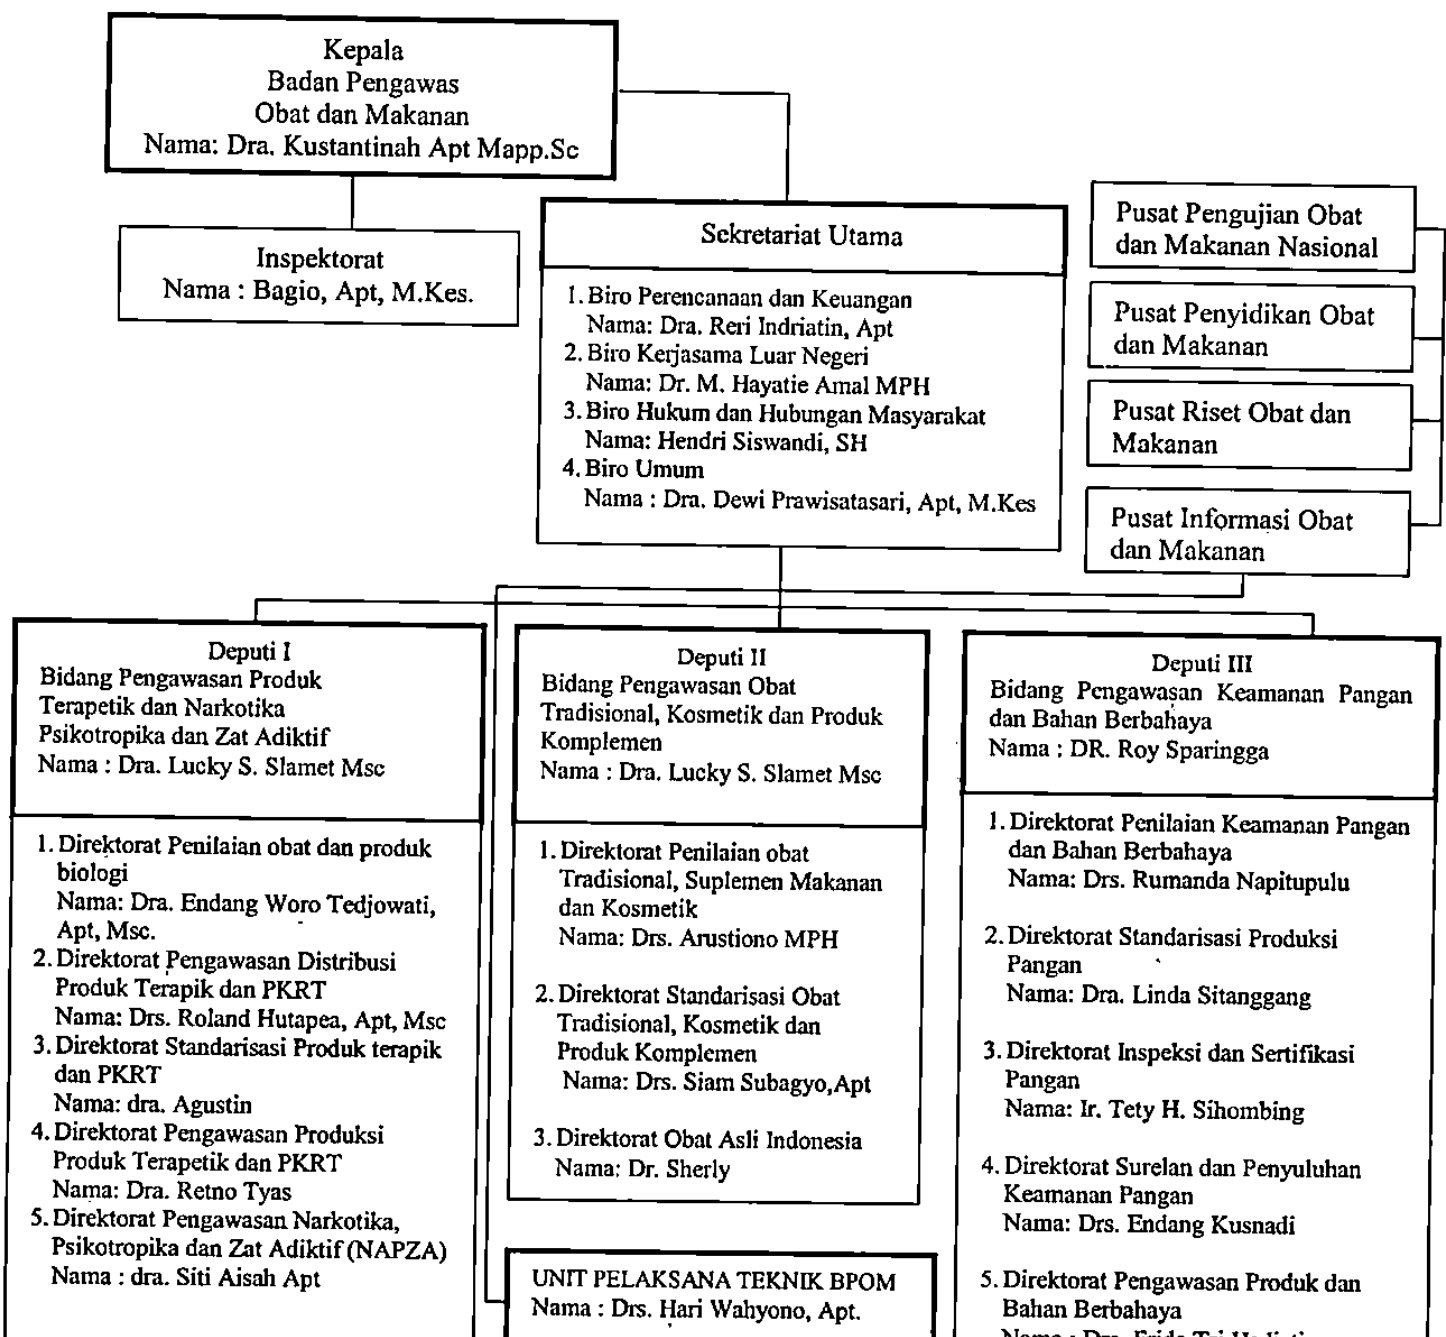 Kepala
Badan Pengawas
Obat dan Makanan
Nama: Dra. Kustantinah Apt Mapp.Sc
Inspektorat
Nama : Bagio, Apt, M.Kes.
Sekretariat Utama
1. Biro Perencanaan dan Keuangan
Nama: Dra. Reri Indriatin, Apt
2. Biro Kerjasama Luar Negeri
Nama: Dr. M. Hayatie Amal MPH
3. Biro Hukum dan Hubungan Masyarakat
Nama: Hendri Siswandi, SH
4. Biro Umum
Nama : Dra. Dewi Prawisatasari, Apt, M.Kes
Pusat Pengujian Obat
dan Makanan Nasional
Pusat Penyidikan Obat
dan Makanan
Pusat Riset Obat dan
Makanan
Pusat Informasi Obat
dan Makanan
Deputi I
Bidang Pengawasan Produk
Terapetik dan Narkotika
Psikotropika dan Zat Adiktif
Nama : Dra. Lucky S. Slamet Msc
1. Direktorat Penilaian obat dan produk
biologi
Nama: Dra. Endang Woro Tedjowati,
Apt, Msc.
2. Direktorat Pengawasan Distribusi
Produk Terapik dan PKRT
Nama: Drs. Roland Hutapea, Apt, Msc
3. Direktorat Standarisasi Produk terapik
dan PKRT
Nama: dra. Agustin
4. Direktorat Pengawasan Produksi
Produk Terapetik dan PKRT
Nama: Dra. Retno Tyas
5. Direktorat Pengawasan Narkotika,
Psikotropika dan Zat Adiktif (NAPZA)
Nama : dra. Siti Aisah Apt
Deputi II
Bidang Pengawasan Obat
Tradisional, Kosmetik dan Produk
Komplemen
Nama : Dra. Lucky S. Slamet Msc
1. Direktorat Penilaian obat
Tradisional, Suplemen Makanan
dan Kosmetik
Nama: Drs. Arustiono MPH
2. Direktorat Standarisasi Obat
Tradisional, Kosmetik dan
Produk Komplemen
Nama: Drs. Siam Subagyo,Apt
3. Direktorat Obat Asli Indonesia
Nama: Dr. Sherly
UNIT PELAKSANA TEKNIK BPOM
Nama : Drs. Hari Wahyono, Apt.
Deputi III
Bidang Pengawasan Keamanan Pangan
dan Bahan Berbahaya
Nama : DR. Roy Sparingga
1. Direktorat Penilaian Keamanan Pangan
dan Bahan Berbahaya
Nama: Drs. Rumanda Napitupulu
2. Direktorat Standarisasi Produksi
Pangan
Nama: Dra. Linda Sitanggang
3. Direktorat Inspeksi dan Sertifikasi
Pangan
Nama: Ir. Tety H. Sihombing
4. Direktorat Surelan dan Penyuluhan
Keamanan Pangan
Nama: Drs. Endang Kusnadi
5. Direktorat Pengawasan Produk dan
Bahan Berbahaya